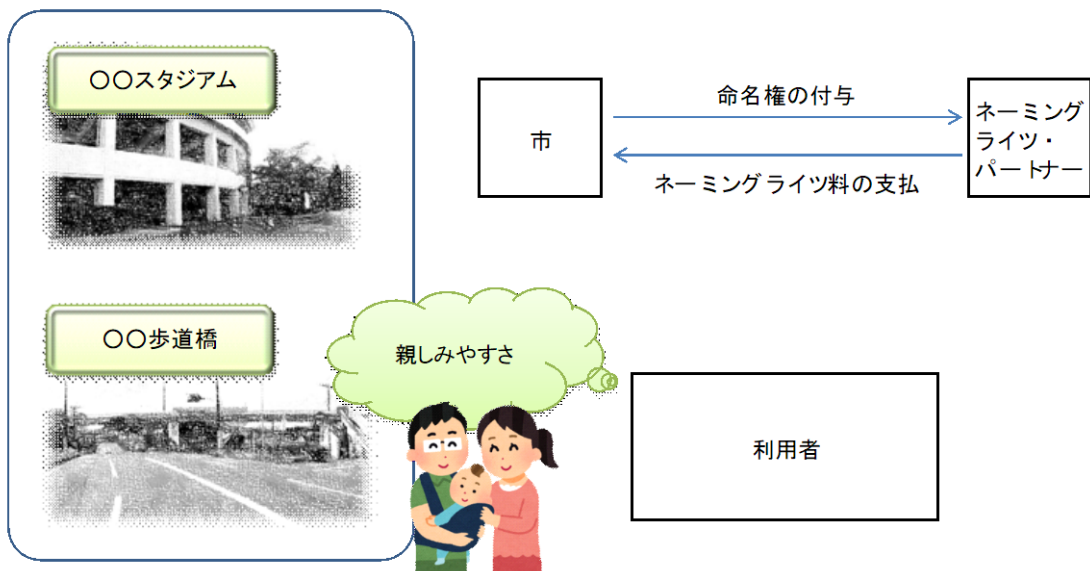 〇〇スタジアム
市
命名権の付与
ネーミングライツ料の支払
ネーミング
ライツ・
パートナー
〇〇歩道橋
親しみやすさ
利用者